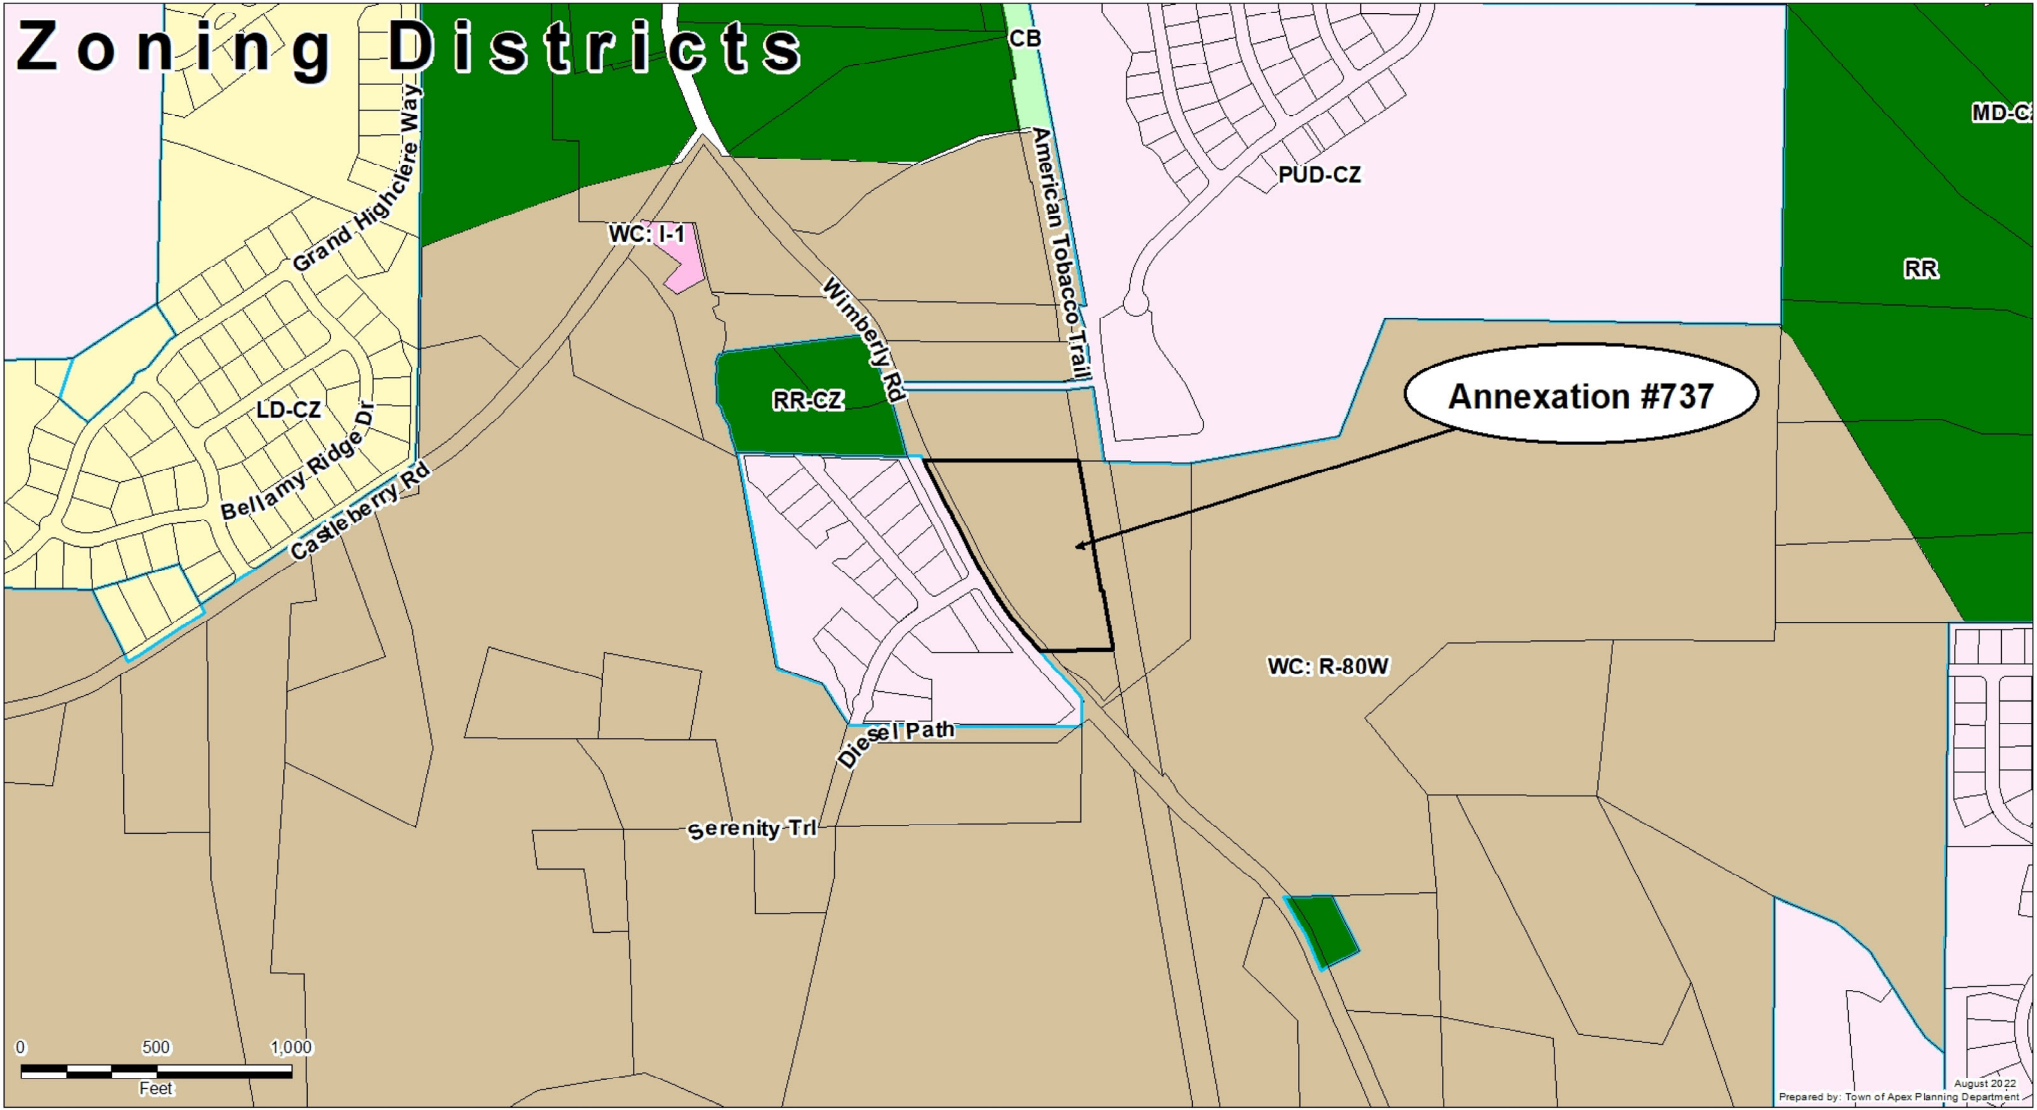 Zoning Districts
CB
MD-C
Grand Highclere Way
American Tobacco Trail
PUD-CZ
WC: I-1
RR
Wimberly Rd
Annexation #737
RR-CZ
LD-CZ
Bellamy Ridge Dr
Castleberry Rd
WC: R-80W
Diesel Path
Serenity Trl
0 500 1,000
Feet
August 2022
Prepared by: Town of Apex Planning Department